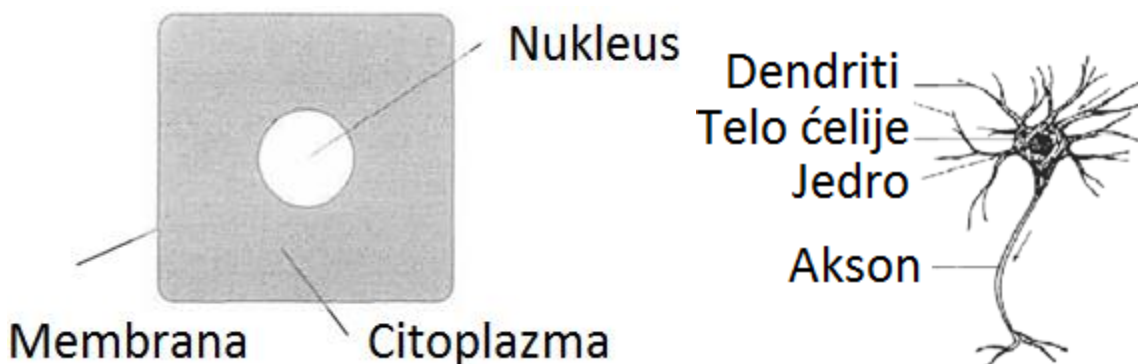 Nukleus
Membrana
Citoplazma
Dendriti
Telo ćelije
Jedro
Akson